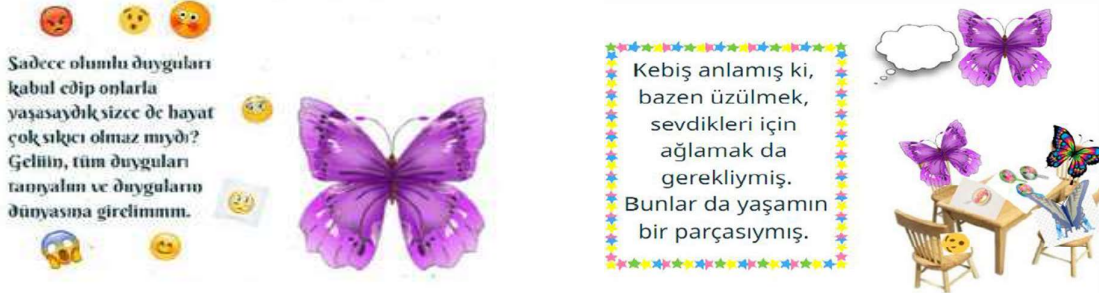 Sadece olumlu duyguları
kabul edip onlarla
yaşasaydık sizce de hayat
çok sıkıcı olmaz mıydı?
Geliiin, tüm duyguları
tanıyalım ve duyguların
dünyasına girelimmm.
Kebiş anlamış ki,
bazen üzülmek,
sevdikleri için
ağlamak da
gerekliymiş.
Bunlar da yaşamın
bir parçasıymış.